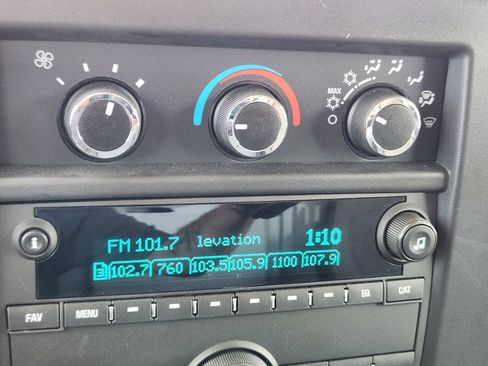 MAX
FM 101.7 levation 1:10
102.7 760 103.5 105.9 1100 107.9
FAV MENU EQ CAT